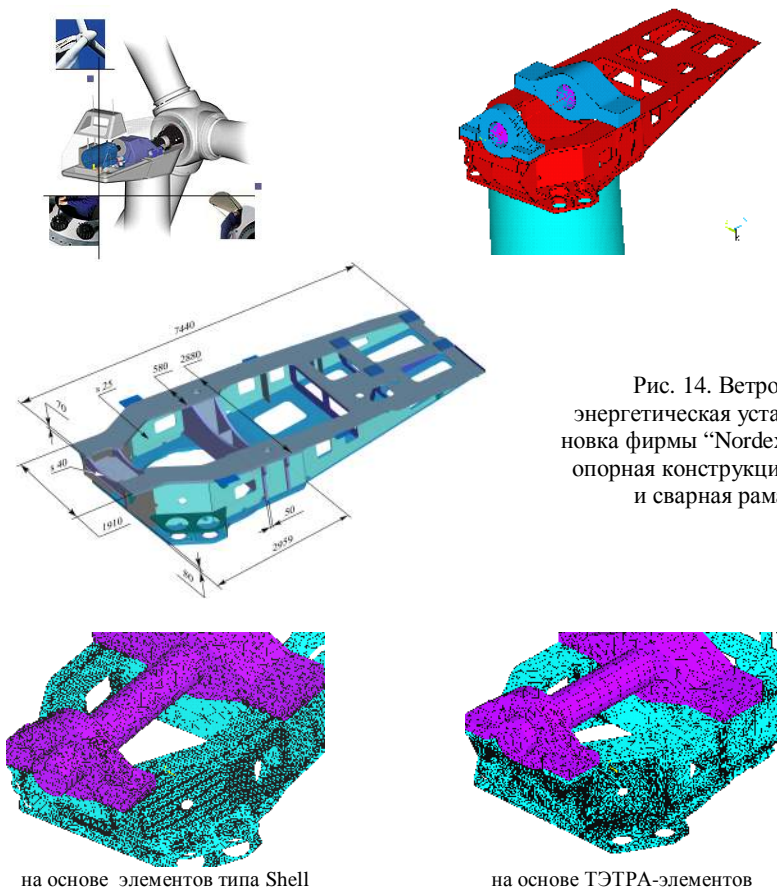 7440
2880
580
s 25
70
s 40
1910
50
2959
80
Рис. 14. Ветро
энергетическая уста
новка фирмы “Nordex
опорная конструкци
и сварная рам
на основе элементов типа Shell
на основе ТЭТРА-элементов